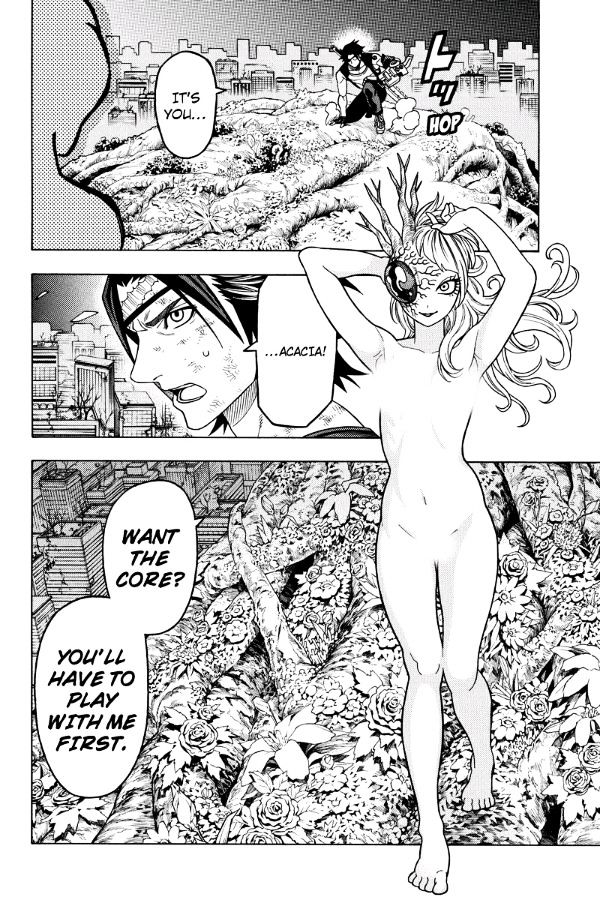 IT'S
YOU...
トッ
HOP
...ACACIA!
WANT
THE
CORE?
YOU'LL
HAVE TO
PLAY
WITH ME
FIRST.